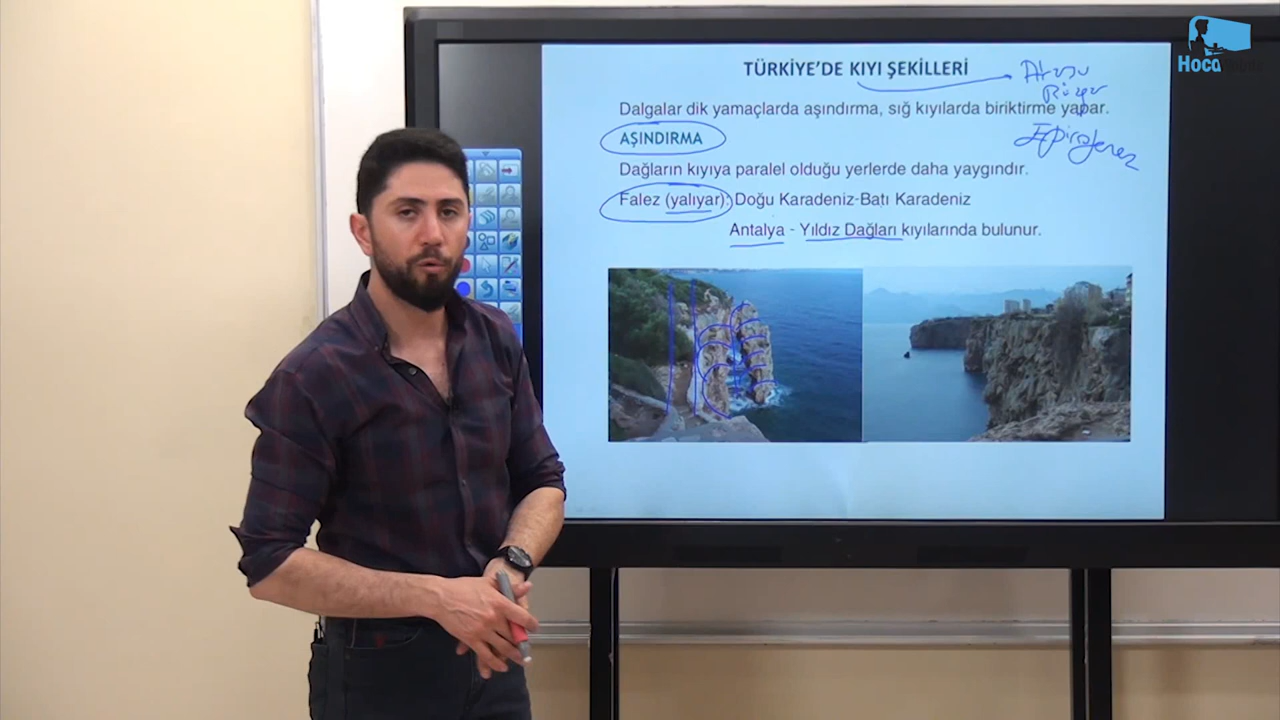 Hoca
TÜRKİYE'DE KIYI ŞEKİLLERİ
Dalgalar dik yamaçlarda aşındırma, sığ kıyılarda biriktirme yapar.
AŞINDIRMA
Dağların kıyıya paralel olduğu yerlerde daha yaygındır.
Falez (yalıyar): Doğu Karadeniz-Batı Karadeniz
Antalya - Yıldız Dağları kıyılarında bulunur.